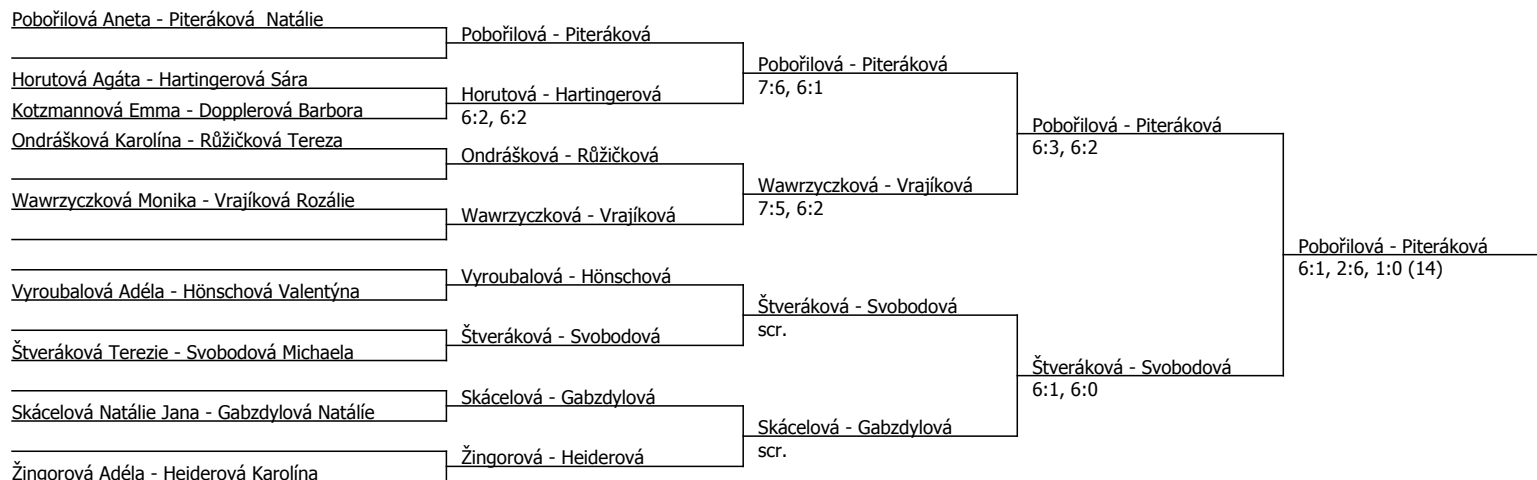 Pobořilová Aneta - Piteráková  Natálie
Horutová Agáta - Hartingerová Sára
Kotzmannová Emma - Dopplerová Barbora
Ondrášková Karolína - Růžičková Tereza
Wawrzyczková Monika - Vrajíková Rozálie
Vyroubalová Adéla - Hönschová Valentýna
Štveráková Terezie - Svobodová Michaela
Skácelová Natálie Jana - Gabzdylová Natálíe
Žingorová Adéla - Heiderová Karolína
Pobořilová - Piteráková
Horutová - Hartingerová
6:2, 6:2
Ondrášková - Růžičková
Wawrzyczková - Vrajíková
Vyroubalová - Hönschová
Štveráková - Svobodová
Skácelová - Gabzdylová
Žingorová - Heiderová
Pobořilová - Piteráková
7:6, 6:1
Wawrzyczková - Vrajíková
7:5, 6:2
Štveráková - Svobodová
scr.
Skácelová - Gabzdylová
scr.
Pobořilová - Piteráková
6:3, 6:2
Štveráková - Svobodová
6:1, 6:0
Pobořilová - Piteráková
6:1, 2:6, 1:0 (14)